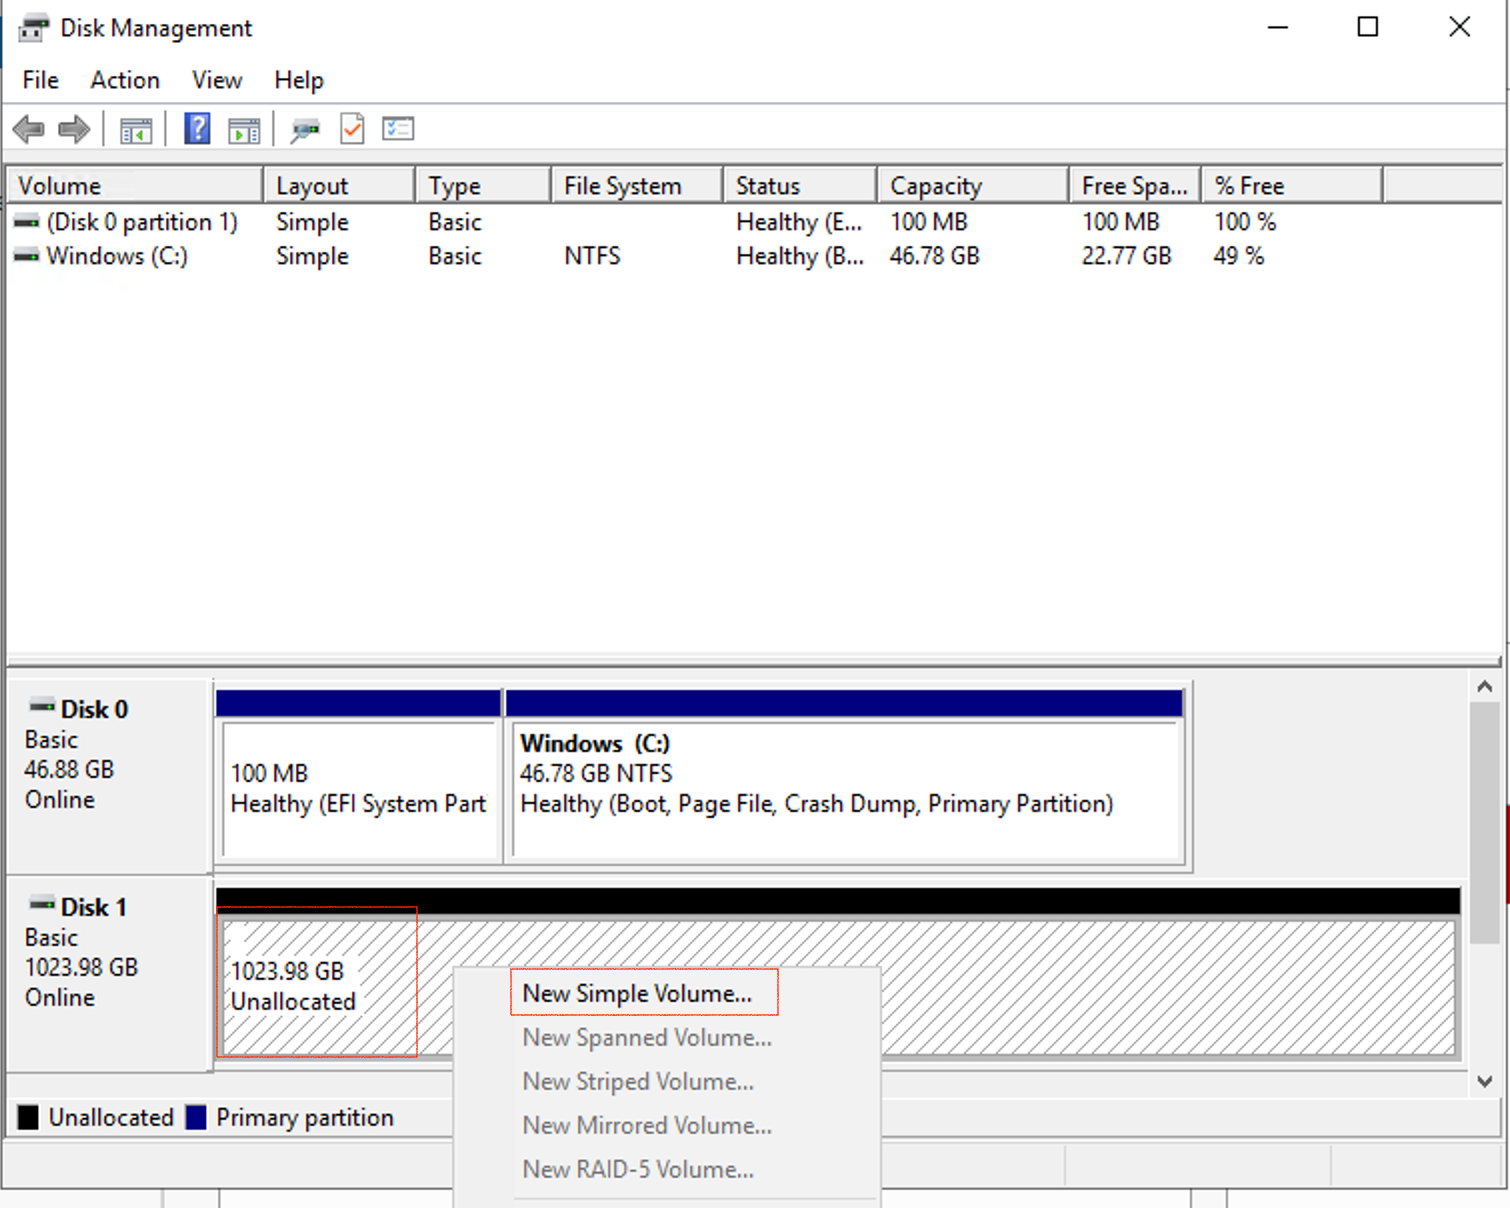 Disk Management
File Action View Help
Volume Layout Type File System Status Capacity Free Spa... % Free
(Disk 0 partition 1) Simple Basic Healthy (E... 100 MB 100 MB 100 %
Windows (C:) Simple Basic NTFS Healthy (B... 46.78 GB 22.77 GB 49 %
Disk 0
Basic
46.88 GB
Online
100 MB
Healthy (EFI System Part
Windows (C:)
46.78 GB NTFS
Healthy (Boot, Page File, Crash Dump, Primary Partition)
Disk 1
Basic
1023.98 GB
Online
1023.98 GB
Unallocated
New Simple Volume...
New Spanned Volume...
New Striped Volume...
New Mirrored Volume...
New RAID-5 Volume...
Unallocated Primary partition